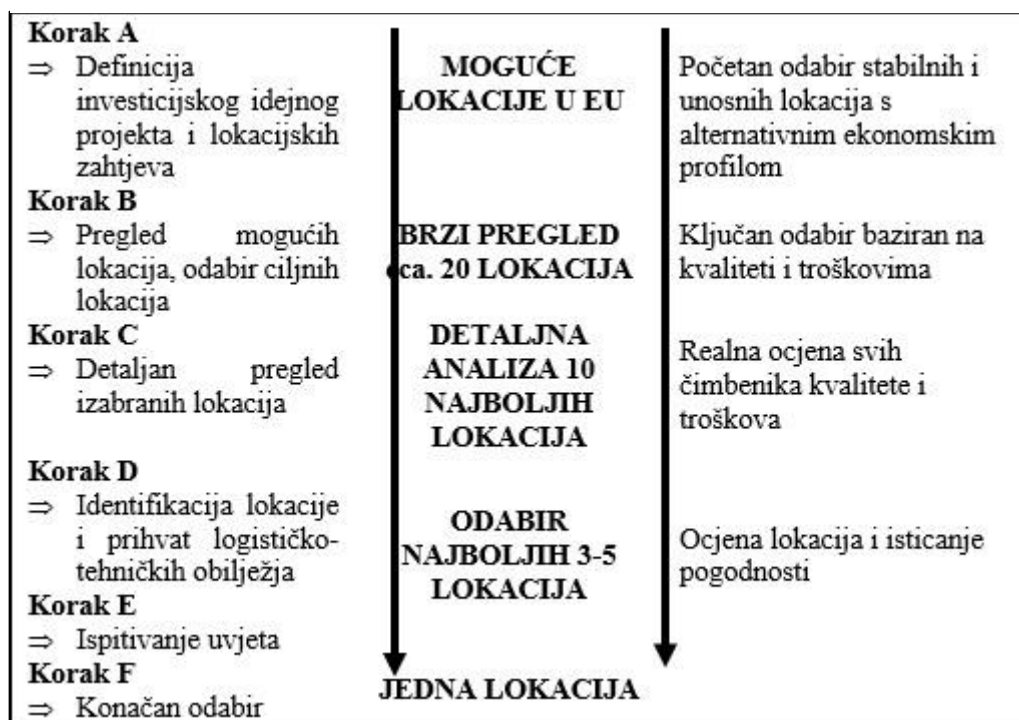 Korak A
⇒ Definicija
investicijskog idejnog
projekta i lokacijskih
zahtjeva
Korak B
⇒ Pregled mogućih
lokacija, odabir ciljnih
lokacija
Korak C
⇒ Detaljan pregled
izabranih lokacija
Korak D
⇒ Identifikacija lokacije
i prihvat logističko-
tehničkih obilježja
Korak E
⇒ Ispitivanje uvjeta
Korak F
⇒ Konačan odabir
MOGUĆE
LOKACIJE U EU
BRZI PREGLED
cca. 20 LOKACIJA
DETALJNA
ANALIZA 10
NAJBOLJIH
LOKACIJA
ODABIR
NAJBOLJIH 3-5
LOKACIJA
JEDNA LOKACIJA
Početan odabir stabilnih i
unosnih lokacija s
alternativnim ekonomskim
profilom
Ključan odabir baziran na
kvaliteti i troškovima
Realna ocjena svih
čimbenika kvalitete i
troškova
Ocjena lokacija i isticanje
pogodnosti